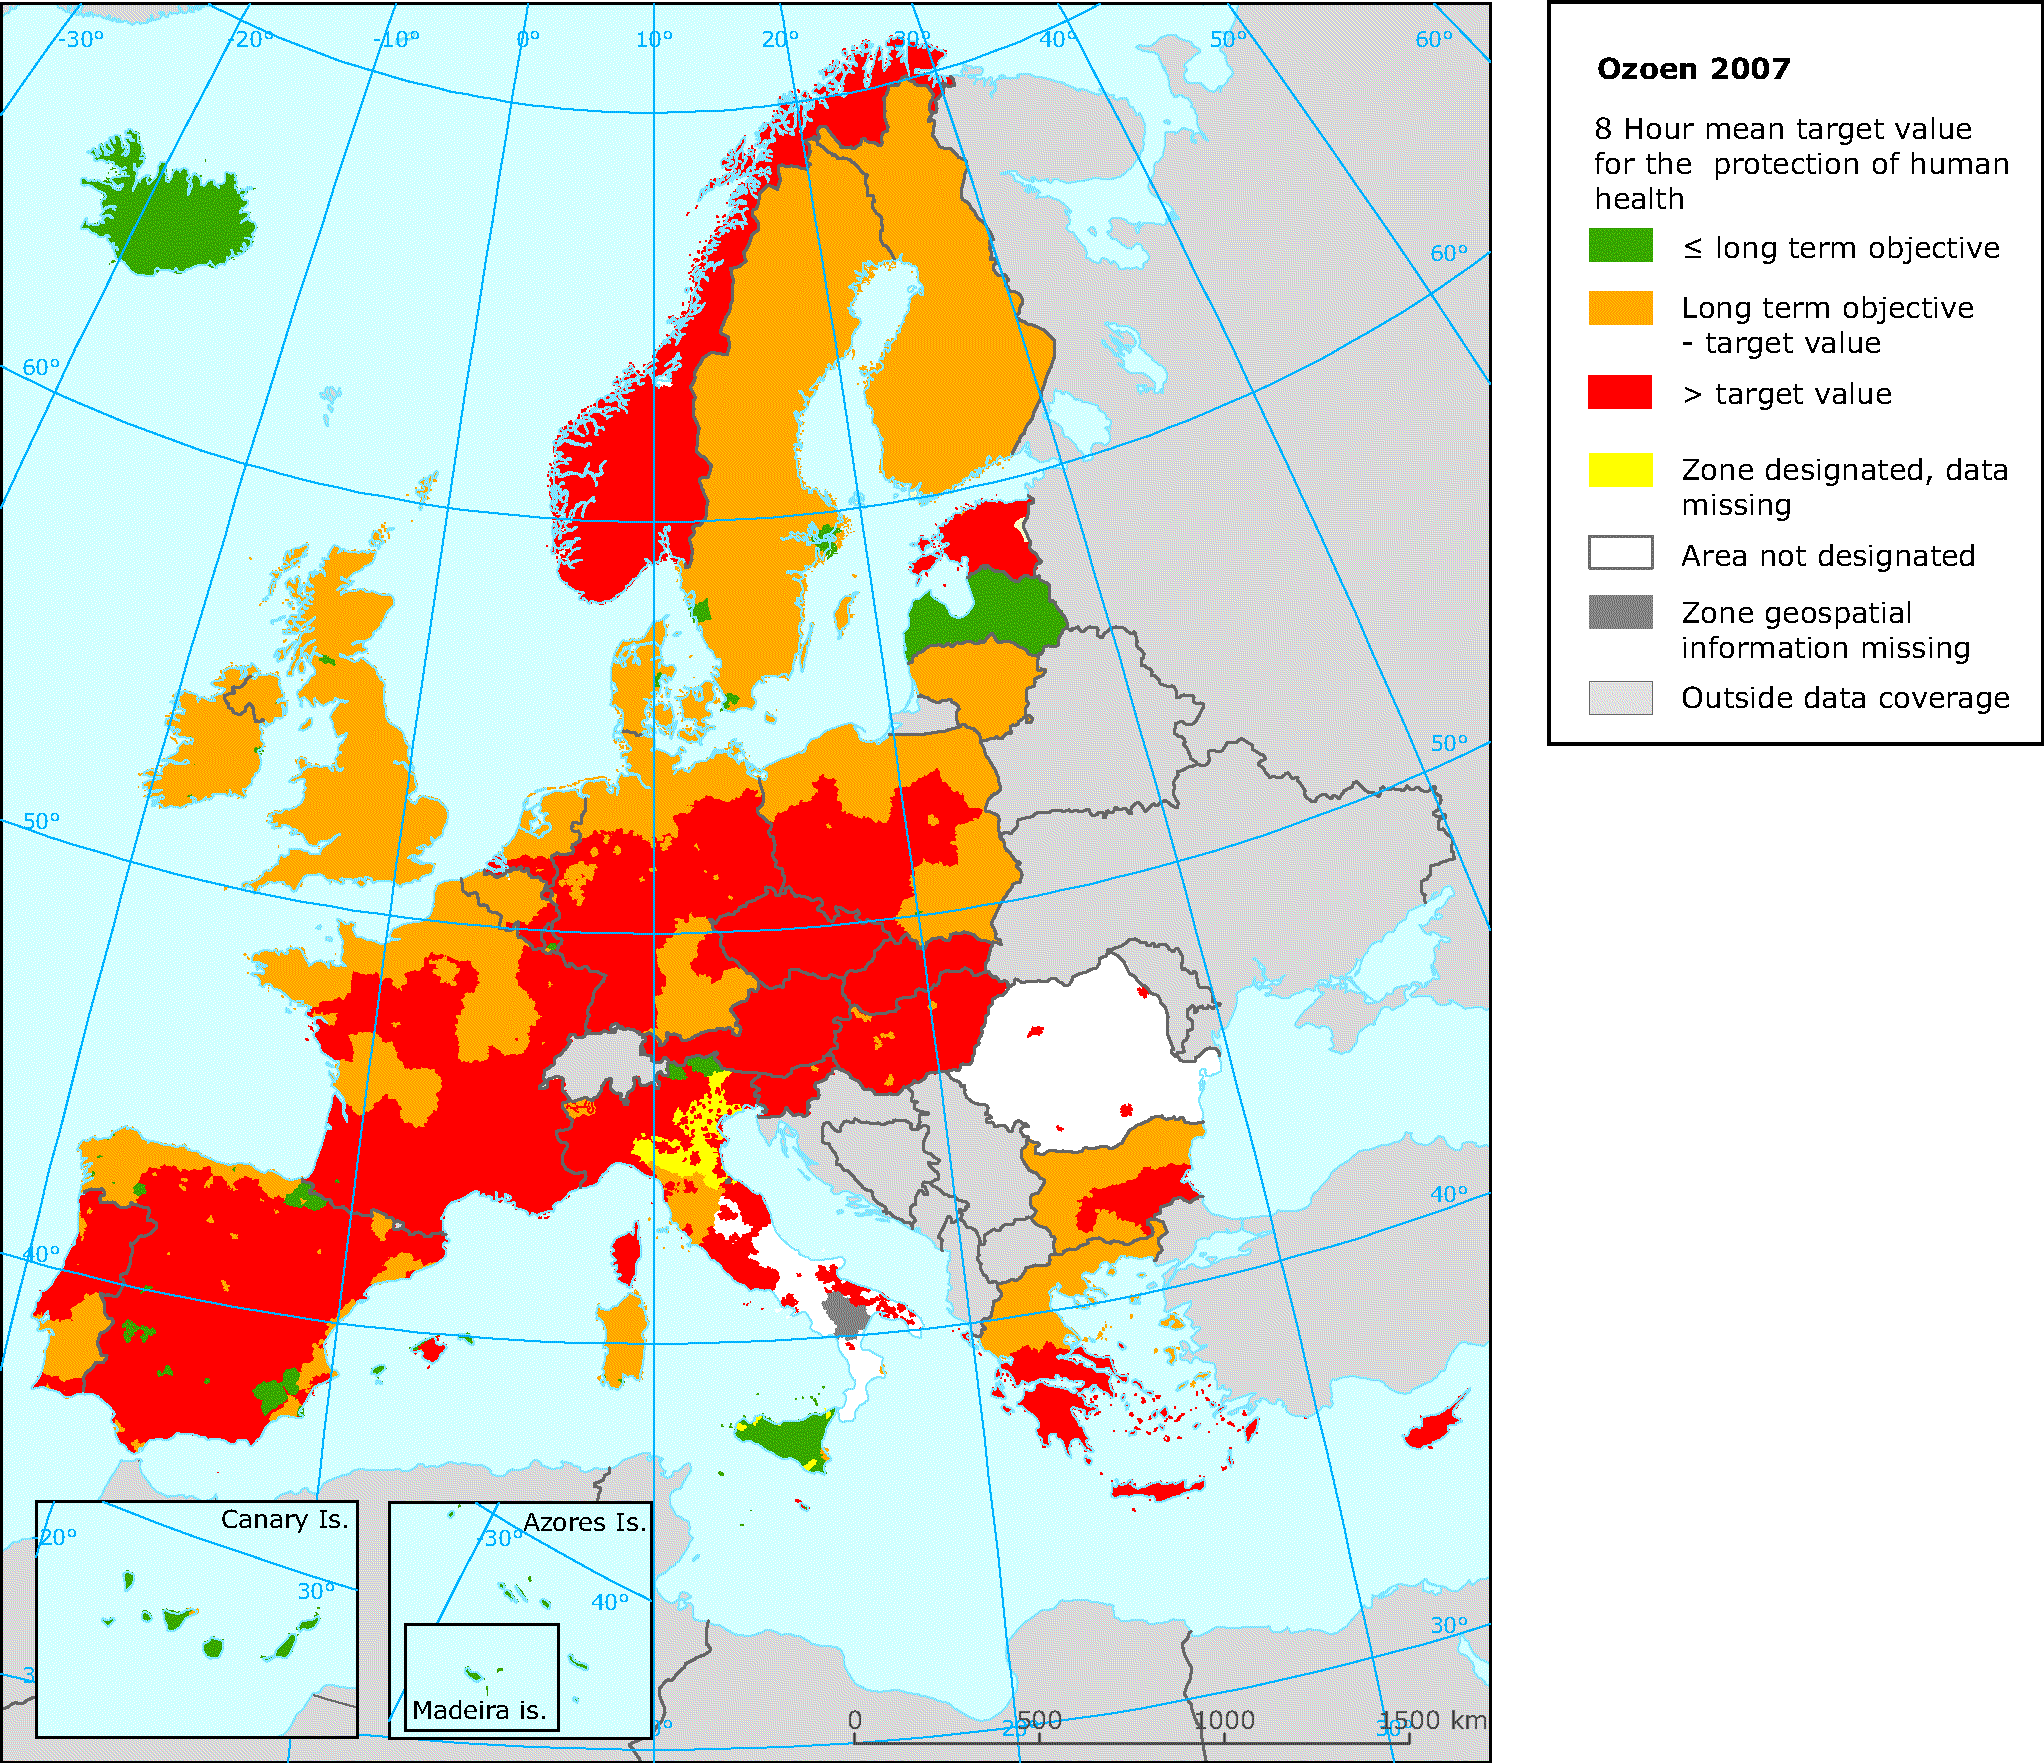 -30°
-20°
-10°
0°
10°
20°
30°
40°
50°
60°
60°
60°
50°
50°
40°
40°
30°
Canary Is.
20°
30°
Azores Is.
-30°
40°
Madeira is.
0
500
1000
1500 km
20°
30°
Ozoen 2007
8 Hour mean target value
for the protection of human
health
≤ long term objective
Long term objective
- target value
> target value
Zone designated, data
missing
Area not designated
Zone geospatial
information missing
Outside data coverage